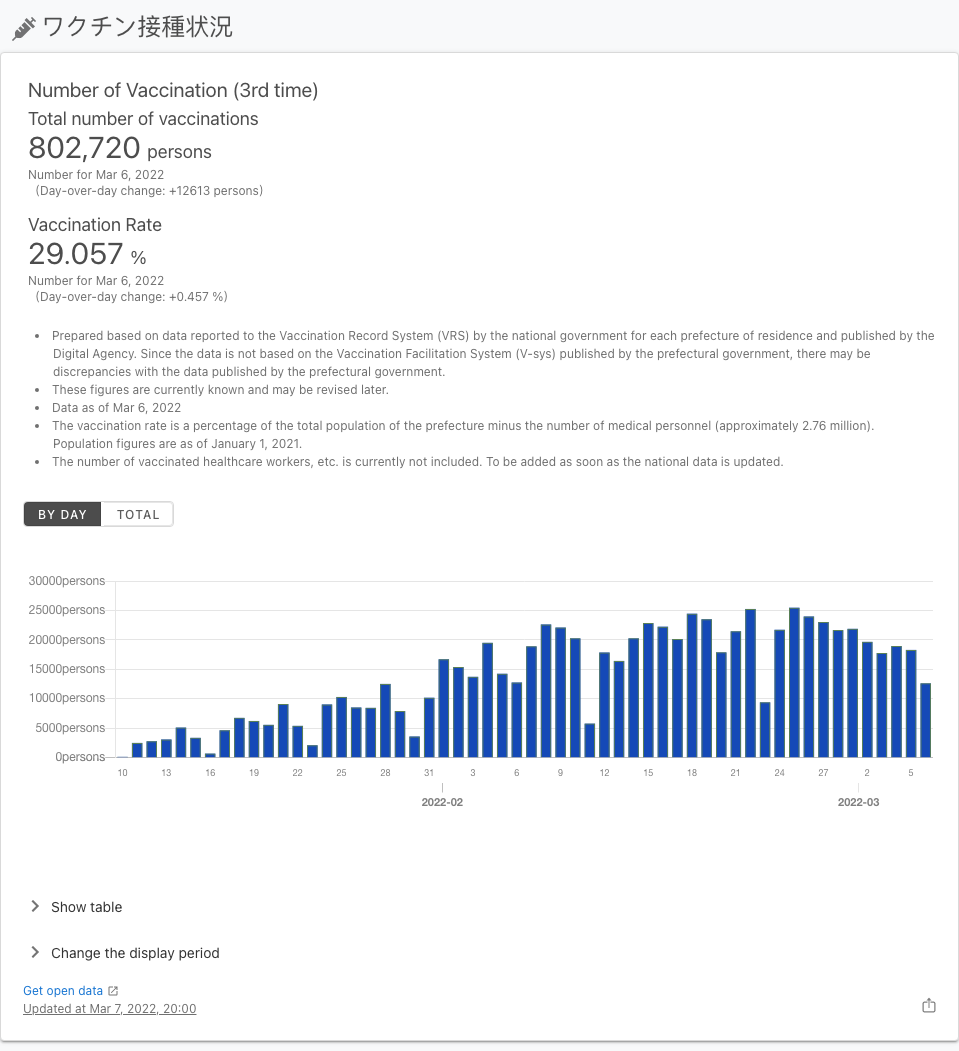 ワクチン接種状況
Number of Vaccination (3rd time)
Total number of vaccinations
802,720 persons
Number for Mar 6, 2022
(Day-over-day change: +12613 persons)
Vaccination Rate
29.057 %
Number for Mar 6, 2022
(Day-over-day change: +0.457 %)
• Prepared based on data reported to the Vaccination Record System (VRS) by the national government for each prefecture of residence and published by the
Digital Agency. Since the data is not based on the Vaccination Facilitation System (V-sys) published by the prefectural government, there may be
discrepancies with the data published by the prefectural government.
• These figures are currently known and may be revised later.
• Data as of Mar 6, 2022
• The vaccination rate is a percentage of the total population of the prefecture minus the number of medical personnel (approximately 2.76 million).
Population figures are as of January 1, 2021.
• The number of vaccinated healthcare workers, etc. is currently not included. To be added as soon as the national data is updated.
BY DAY TOTAL
30000persons
25000persons
20000persons
15000persons
10000persons
5000persons
0persons
10 13 16 19 22 25 28 31 3 6 9 12 15 18 21 24 27 2 5
2022-02 2022-03
Show table
Change the display period
Get open data
Updated at Mar 7, 2022, 20:00